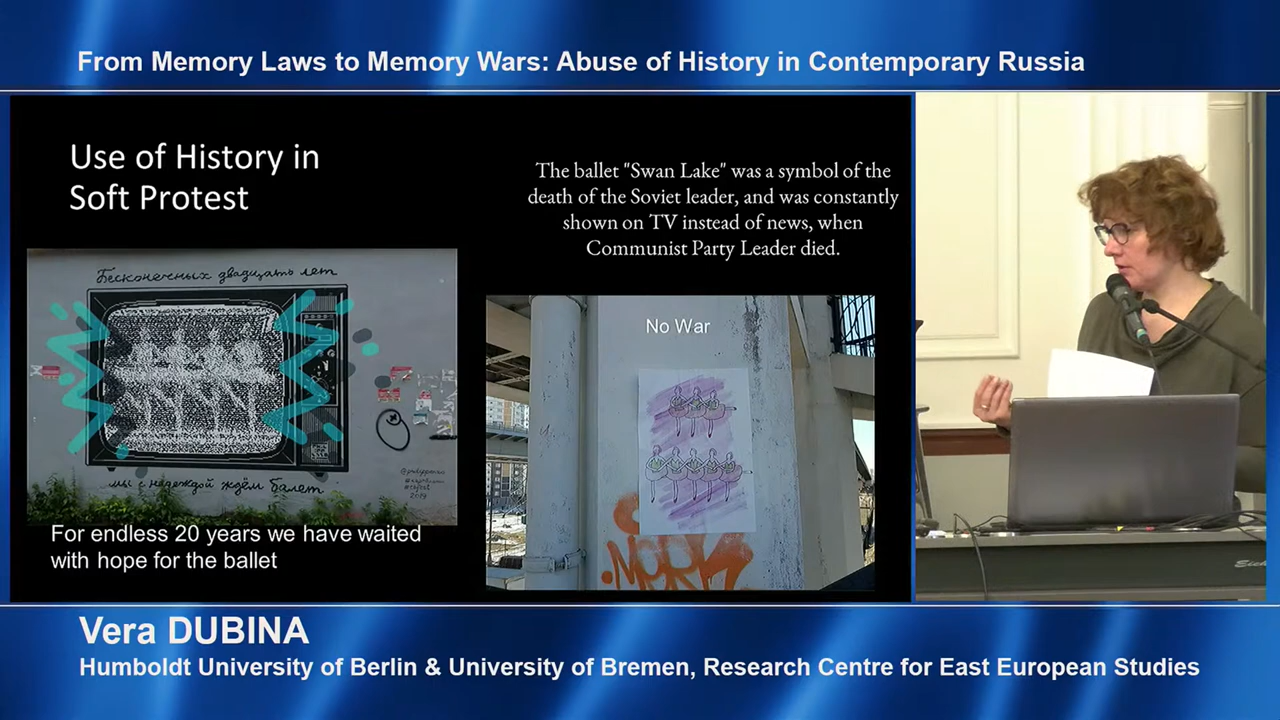 From Memory Laws to Memory Wars: Abuse of History in Contemporary Russia
Use of History in
Soft Protest
The ballet "Swan Lake" was a symbol of the
death of the Soviet leader, and was constantly
shown on TV instead of news, when
Communist Party Leader died.
Бесконечных двадцать лет
мы с надеждой ждём балет
2019
For endless 20 years we have waited
with hope for the ballet
No War
Vera DUBINA
Humboldt University of Berlin & University of Bremen, Research Centre for East European Studies